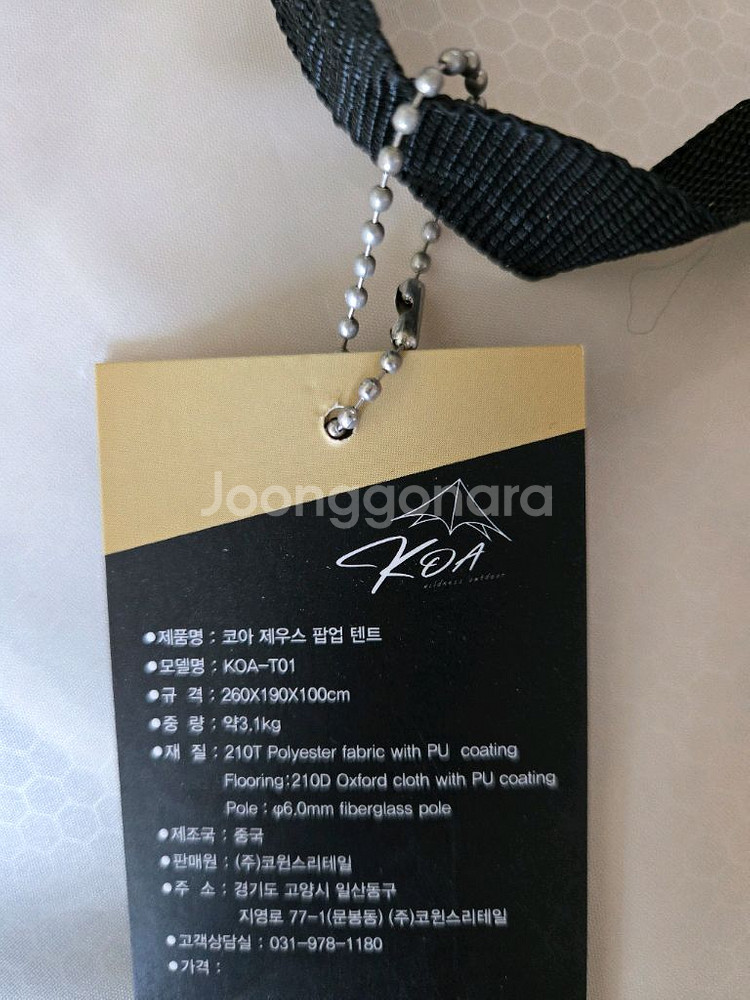 Joonggonara
KOA
wildness outdoor
●제품명 : 코아 제우스 팝업 텐트
●모델명 : KOA-T01
●규 격 : 260X190X100cm
●중 량 : 약3.1kg
●재 질 : 210T Polyester fabric with PU coating
Flooring:210D Oxford cloth with PU coating
Pole : φ6.0mm fiberglass pole
●제조국 : 중국
●판매원 : (주)코윈스리테일
●주 소 : 경기도 고양시 일산동구
지영로 77-1(문봉동) (주)코윈스리테일
●고객상담실 : 031-978-1180
●가격 :